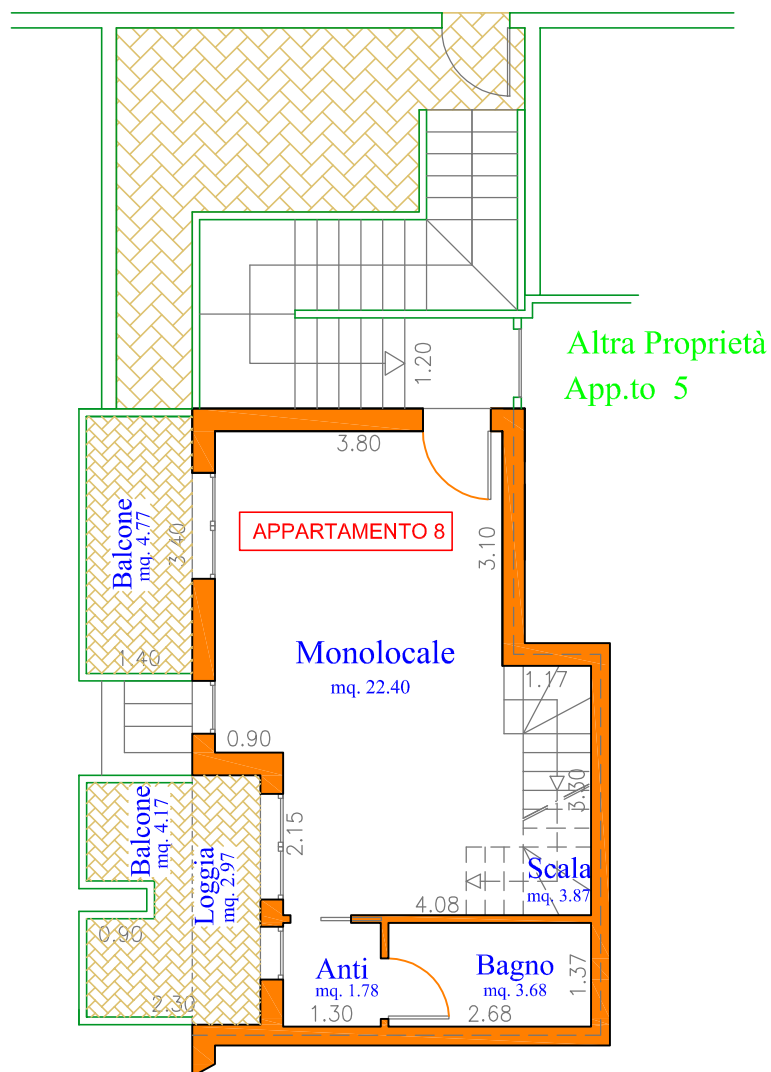 1.20
Altra Proprietà
App.to 5
3.80
APPARTAMENTO 8
Balcone
mq. 4.77
3.40
3.10
Monolocale
mq. 22.40
1.40
1.17
0.90
3.30
Balcone
mq. 4.17
2.15
Loggia
mq. 2.97
Scala
mq. 3.87
4.08
0.90
Anti
mq. 1.78
Bagno
mq. 3.68
1.37
2.30
1.30
2.68